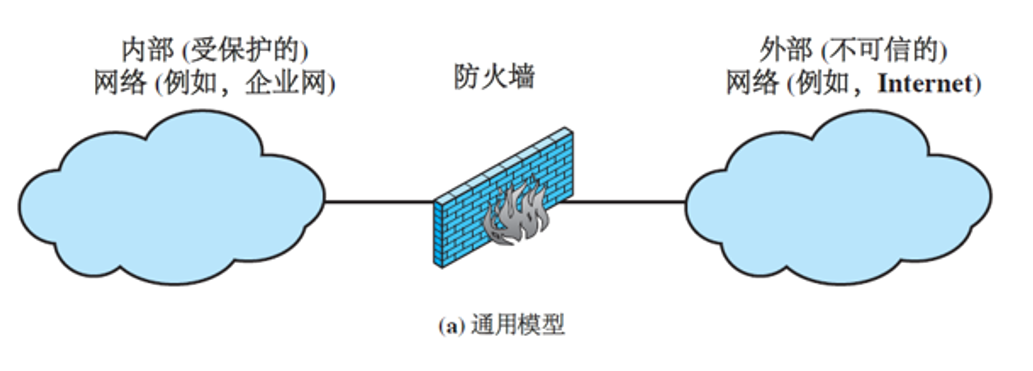 内部 (受保护的)
网络 (例如，企业网)
防火墙
外部 (不可信的)
网络 (例如，Internet)
(a) 通用模型